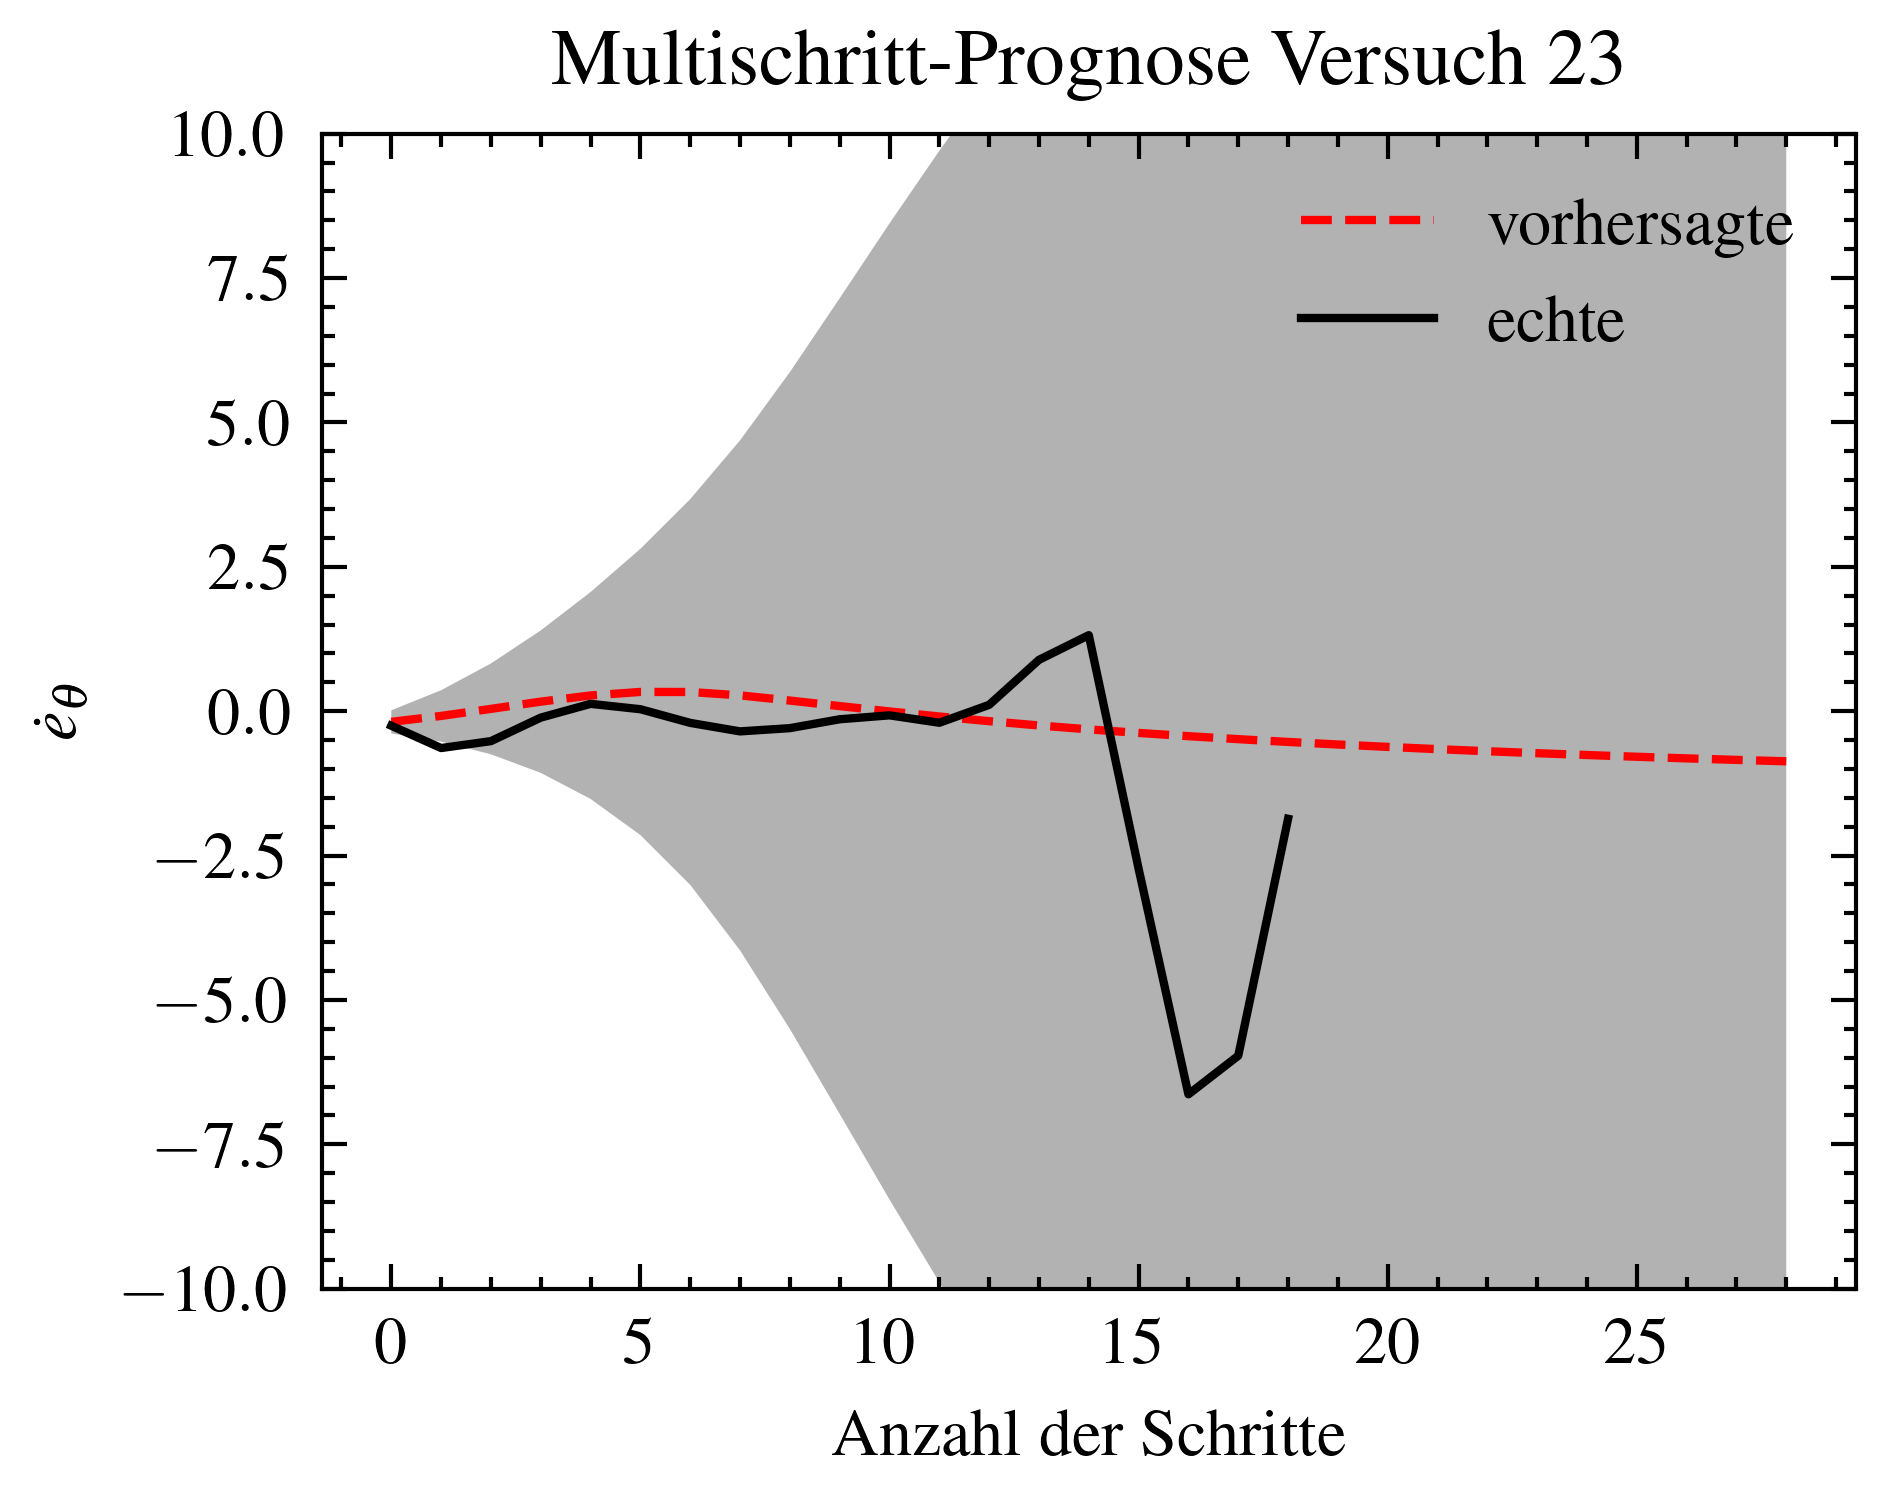 Multischritt-Prognose Versuch 23
10.0
7.5
5.0
2.5
0.0
−2.5
−5.0
−7.5
−10.0
ė_θ
vorhersagte
echte
0 5 10 15 20 25
Anzahl der Schritte